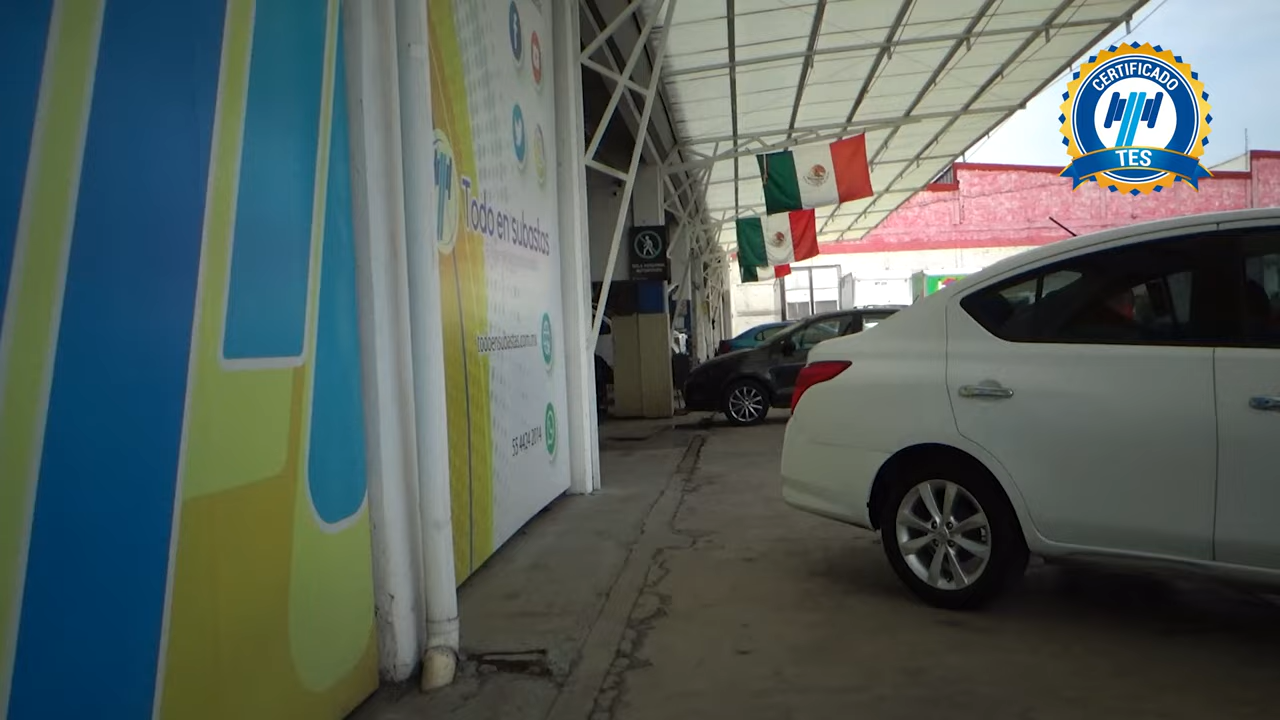 CERTIFICADO
TES
Todo en subastas
todoensubastas.com.mx
55 4424 2014